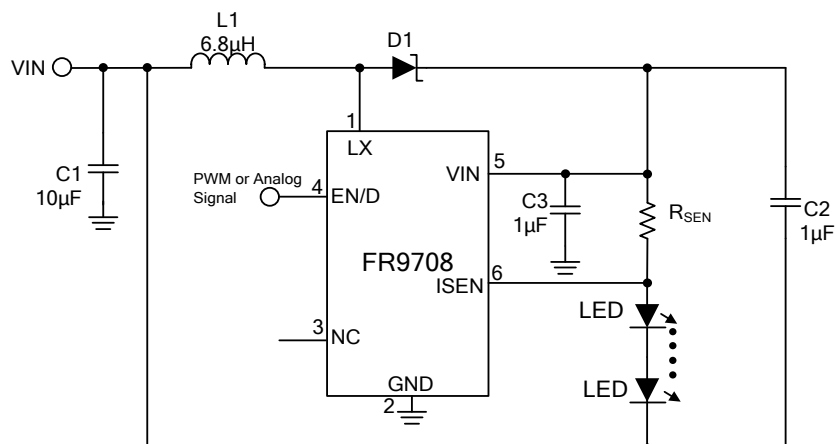 L1
6.8µH
D1
VIN
1
LX
C1
10µF
PWM or Analog
Signal
4
EN/D
VIN
5
C3
1µF
RSEN
C2
1µF
FR9708
ISEN
6
3
NC
LED
GND
2
LED